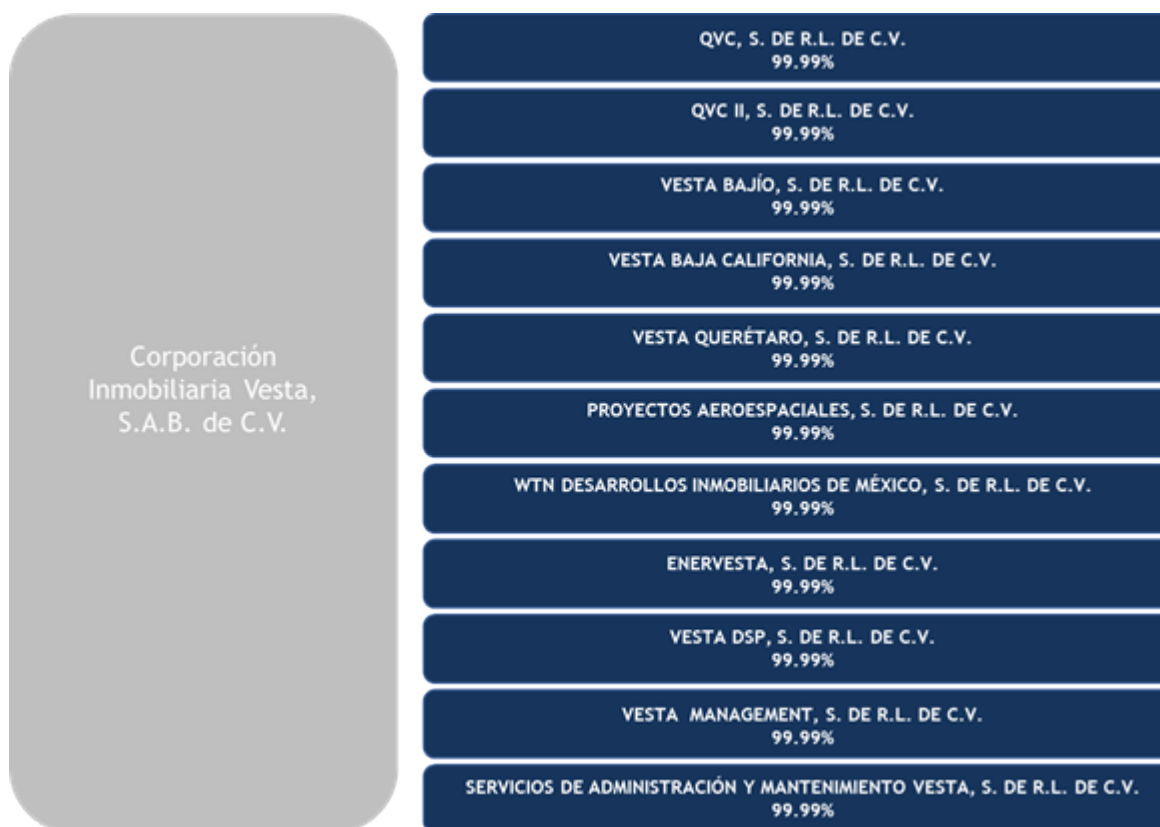 Corporación
Inmobiliaria Vesta,
S.A.B. de C.V.
QVC, S. DE R.L. DE C.V.
99.99%
QVC II, S. DE R.L. DE C.V.
99.99%
VESTA BAJÍO, S. DE R.L. DE C.V.
99.99%
VESTA BAJA CALIFORNIA, S. DE R.L. DE C.V.
99.99%
VESTA QUERÉTARO, S. DE R.L. DE C.V.
99.99%
PROYECTOS AEROESPACIALES, S. DE R.L. DE C.V.
99.99%
WTN DESARROLLOS INMOBILIARIOS DE MÉXICO, S. DE R.L. DE C.V.
99.99%
ENERVESTA, S. DE R.L. DE C.V.
99.99%
VESTA DSP, S. DE R.L. DE C.V.
99.99%
VESTA MANAGEMENT, S. DE R.L. DE C.V.
99.99%
SERVICIOS DE ADMINISTRACIÓN Y MANTENIMIENTO VESTA, S. DE R.L. DE C.V.
99.99%